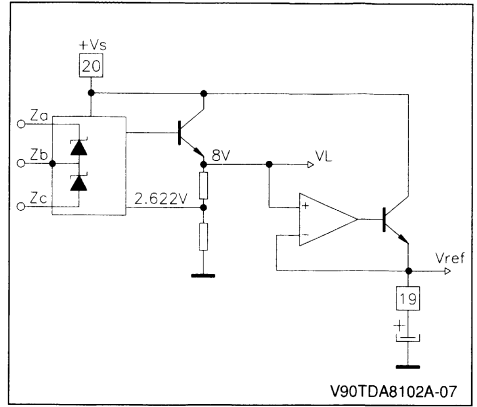 +Vs
20
Za
Zb
Zc
8V
VL
2.622V
+
−
Vref
19
+
V90TDA8102A-07